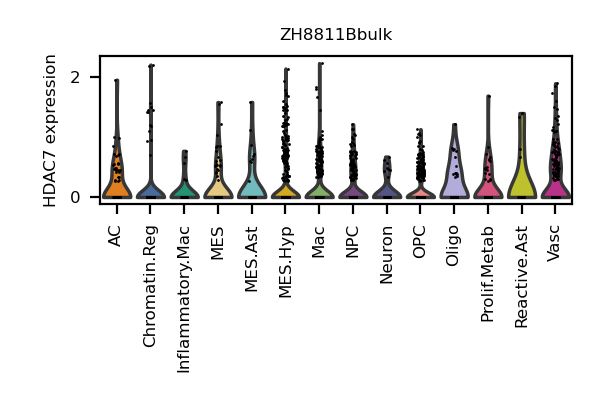 ZH8811Bbulk
HDAC7 expression
2
0
AC
Chromatin.Reg
Inflammatory.Mac
MES
MES.Ast
MES.Hyp
Mac
NPC
Neuron
OPC
Oligo
Prolif.Metab
Reactive.Ast
Vasc